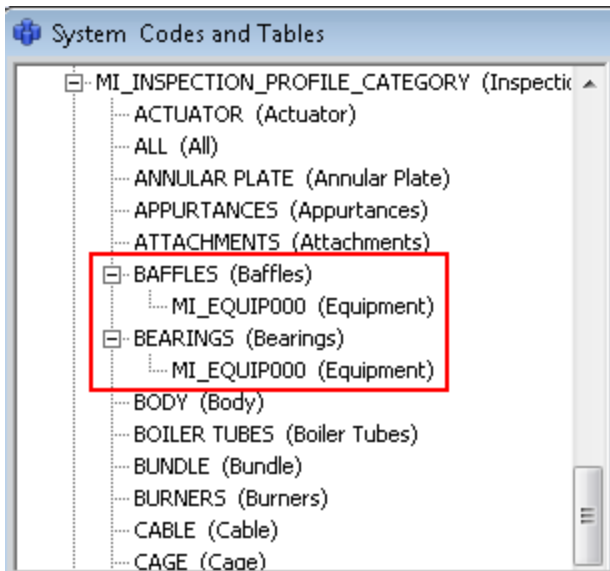 System Codes and Tables
MI_INSPECTION_PROFILE_CATEGORY (Inspectic
ACTUATOR (Actuator)
ALL (All)
ANNULAR PLATE (Annular Plate)
APPURTANCES (Appurtances)
ATTACHMENTS (Attachments)
BAFFLES (Baffles)
MI_EQUIP000 (Equipment)
BEARINGS (Bearings)
MI_EQUIP000 (Equipment)
BODY (Body)
BOILER TUBES (Boiler Tubes)
BUNDLE (Bundle)
BURNERS (Burners)
CABLE (Cable)
CAGE (Cage)